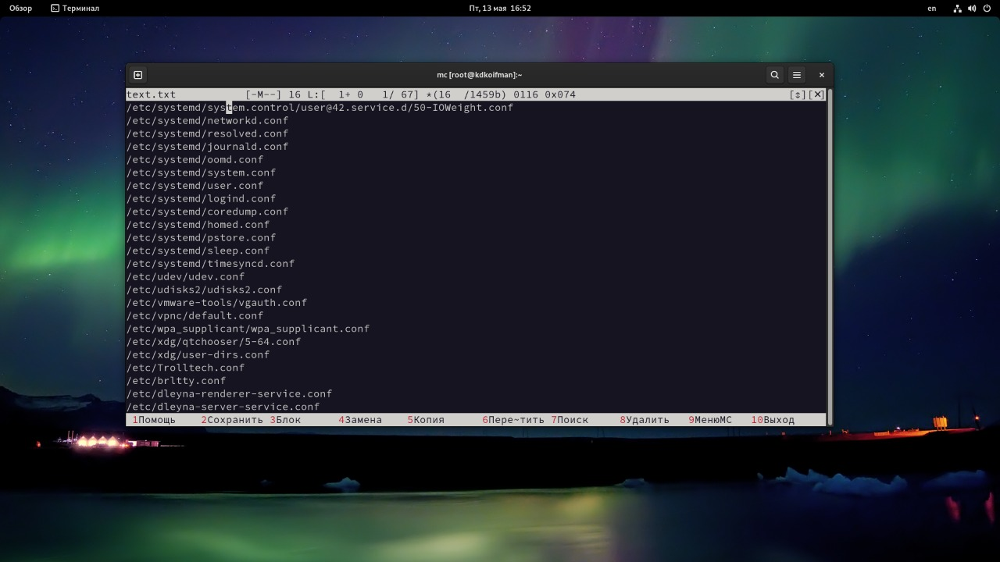 Обзор Терминал Пт, 13 мая 16:52 en
mc [root@kdkoifman]:~
text.txt [-M--] 16 L:[ 1+ 0 1/ 67] *(16 /1459b) 0116 0x074 [↕][✕]
/etc/systemd/system.control/user@42.service.d/50-IOWeight.conf
/etc/systemd/networkd.conf
/etc/systemd/resolved.conf
/etc/systemd/journald.conf
/etc/systemd/oomd.conf
/etc/systemd/system.conf
/etc/systemd/user.conf
/etc/systemd/logind.conf
/etc/systemd/coredump.conf
/etc/systemd/homed.conf
/etc/systemd/pstore.conf
/etc/systemd/sleep.conf
/etc/systemd/timesyncd.conf
/etc/udev/udev.conf
/etc/udisks2/udisks2.conf
/etc/vmware-tools/vgauth.conf
/etc/vpnc/default.conf
/etc/wpa_supplicant/wpa_supplicant.conf
/etc/xdg/qtchooser/5-64.conf
/etc/xdg/user-dirs.conf
/etc/Trolltech.conf
/etc/brltty.conf
/etc/dleyna-renderer-service.conf
/etc/dleyna-server-service.conf
1Помощь 2Сохранить 3Блок 4Замена 5Копия 6Пере~тить 7Поиск 8Удалить 9МенюMC 10Выход